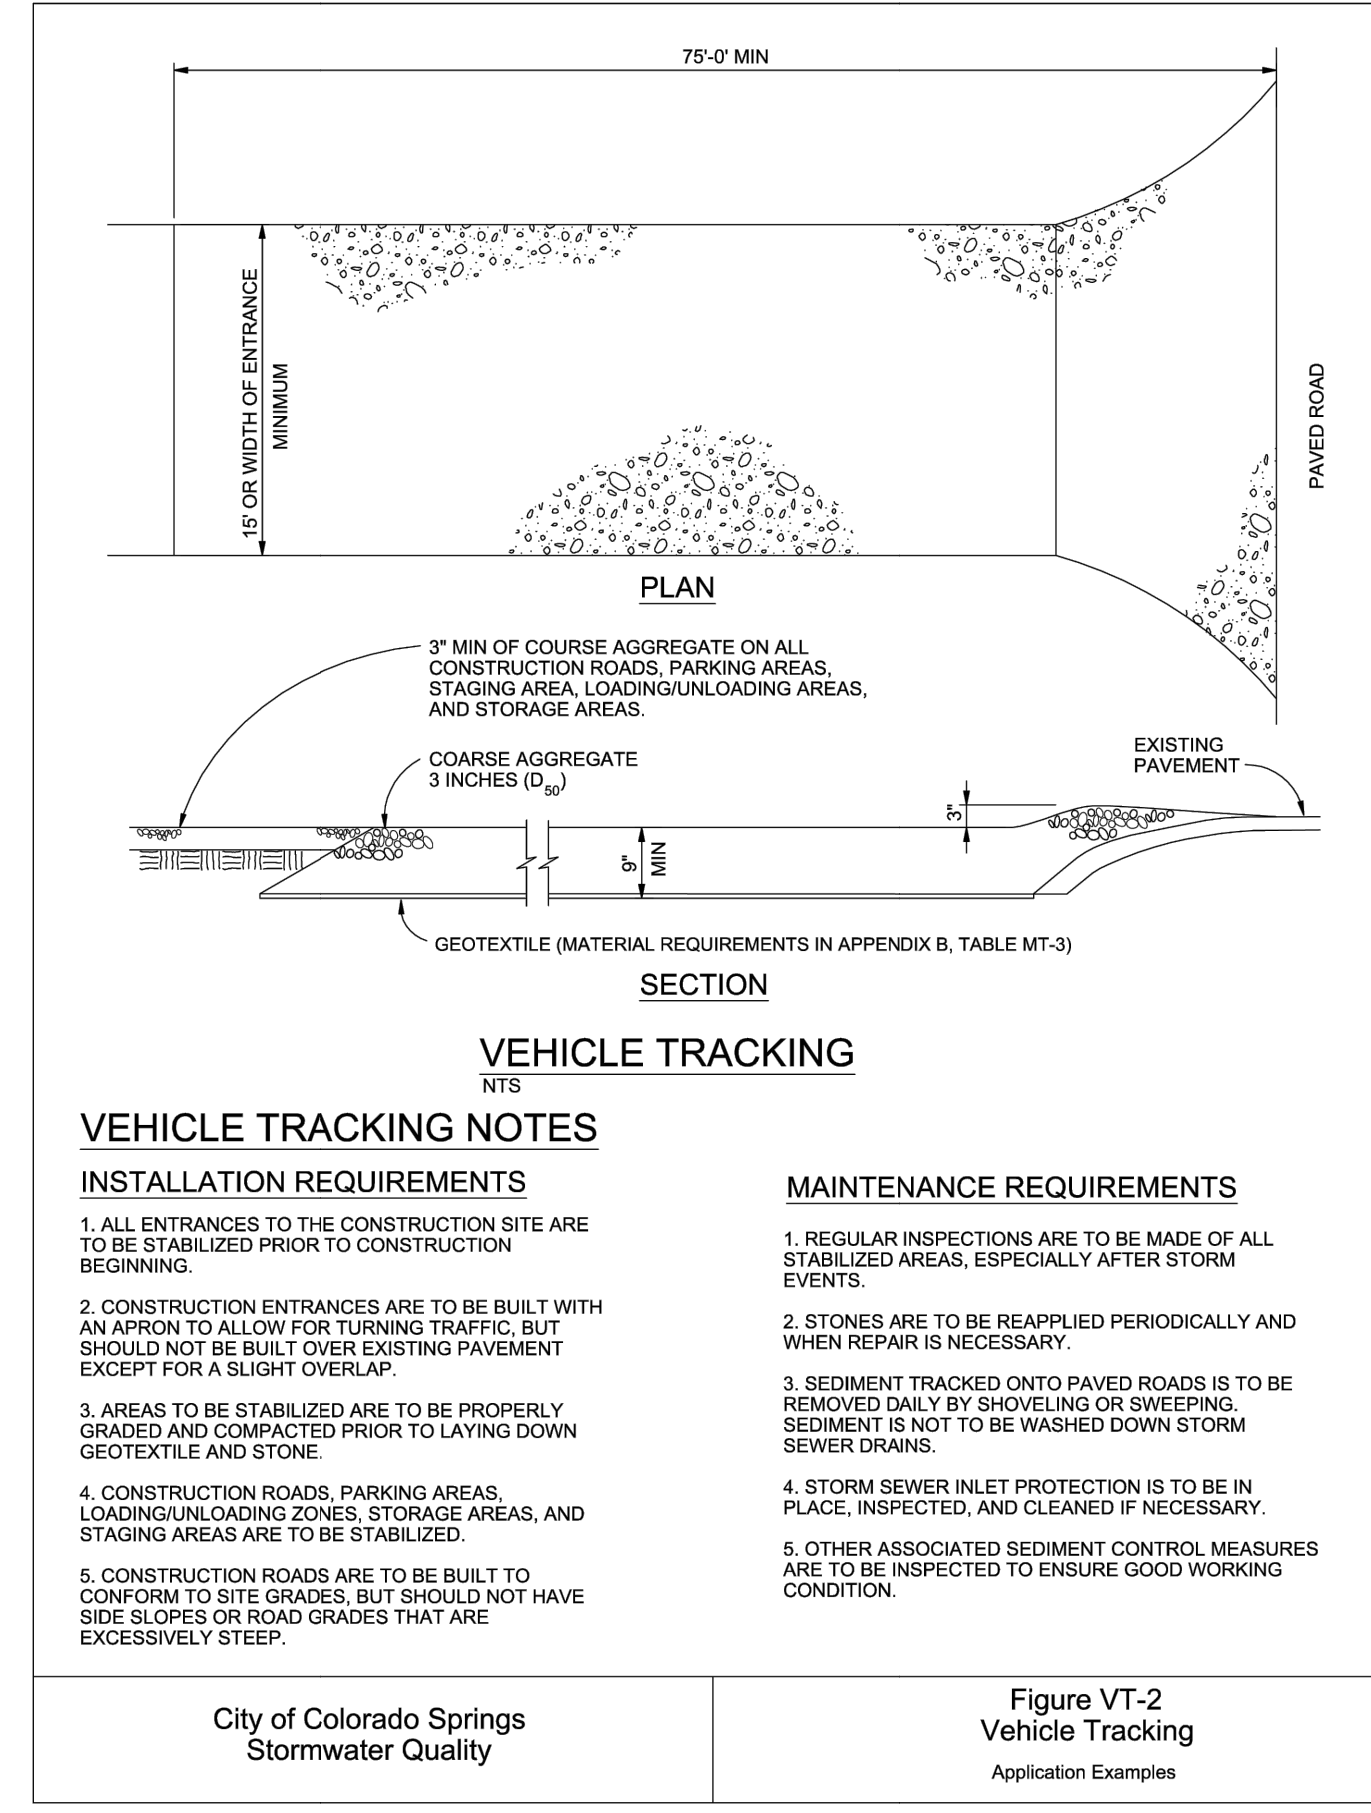 75'-0' MIN
15' OR WIDTH OF ENTRANCE
MINIMUM
PAVED ROAD
PLAN
3" MIN OF COURSE AGGREGATE ON ALL
CONSTRUCTION ROADS, PARKING AREAS,
STAGING AREA, LOADING/UNLOADING AREAS,
AND STORAGE AREAS.
COARSE AGGREGATE
3 INCHES (D50)
EXISTING
PAVEMENT
3"
9"
MIN
GEOTEXTILE (MATERIAL REQUIREMENTS IN APPENDIX B, TABLE MT-3)
SECTION
VEHICLE TRACKING
NTS
VEHICLE TRACKING NOTES
INSTALLATION REQUIREMENTS
1. ALL ENTRANCES TO THE CONSTRUCTION SITE ARE
TO BE STABILIZED PRIOR TO CONSTRUCTION
BEGINNING.
2. CONSTRUCTION ENTRANCES ARE TO BE BUILT WITH
AN APRON TO ALLOW FOR TURNING TRAFFIC, BUT
SHOULD NOT BE BUILT OVER EXISTING PAVEMENT
EXCEPT FOR A SLIGHT OVERLAP.
3. AREAS TO BE STABILIZED ARE TO BE PROPERLY
GRADED AND COMPACTED PRIOR TO LAYING DOWN
GEOTEXTILE AND STONE.
4. CONSTRUCTION ROADS, PARKING AREAS,
LOADING/UNLOADING ZONES, STORAGE AREAS, AND
STAGING AREAS ARE TO BE STABILIZED.
5. CONSTRUCTION ROADS ARE TO BE BUILT TO
CONFORM TO SITE GRADES, BUT SHOULD NOT HAVE
SIDE SLOPES OR ROAD GRADES THAT ARE
EXCESSIVELY STEEP.
MAINTENANCE REQUIREMENTS
1. REGULAR INSPECTIONS ARE TO BE MADE OF ALL
STABILIZED AREAS, ESPECIALLY AFTER STORM
EVENTS.
2. STONES ARE TO BE REAPPLIED PERIODICALLY AND
WHEN REPAIR IS NECESSARY.
3. SEDIMENT TRACKED ONTO PAVED ROADS IS TO BE
REMOVED DAILY BY SHOVELING OR SWEEPING.
SEDIMENT IS NOT TO BE WASHED DOWN STORM
SEWER DRAINS.
4. STORM SEWER INLET PROTECTION IS TO BE IN
PLACE, INSPECTED, AND CLEANED IF NECESSARY.
5. OTHER ASSOCIATED SEDIMENT CONTROL MEASURES
ARE TO BE INSPECTED TO ENSURE GOOD WORKING
CONDITION.
City of Colorado Springs
Stormwater Quality
Figure VT-2
Vehicle Tracking
Application Examples